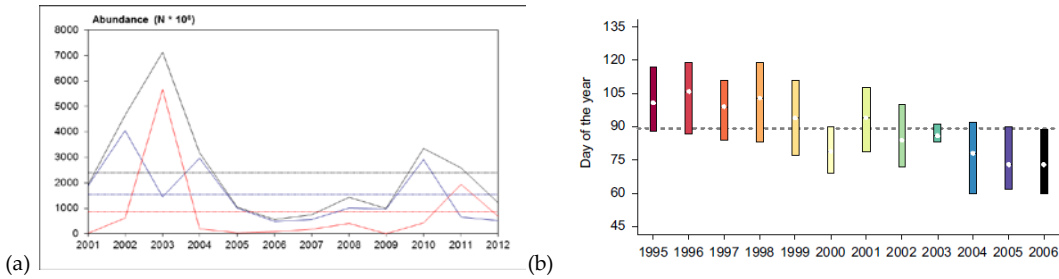 Abundance (N * 10⁶)
8000
7000
6000
5000
4000
3000
2000
1000
0
2001 2002 2003 2004 2005 2006 2007 2008 2009 2010 2011 2012
(a)
Day of the year
135
120
105
90
75
60
45
1995 1996 1997 1998 1999 2000 2001 2002 2003 2004 2005 2006
(b)